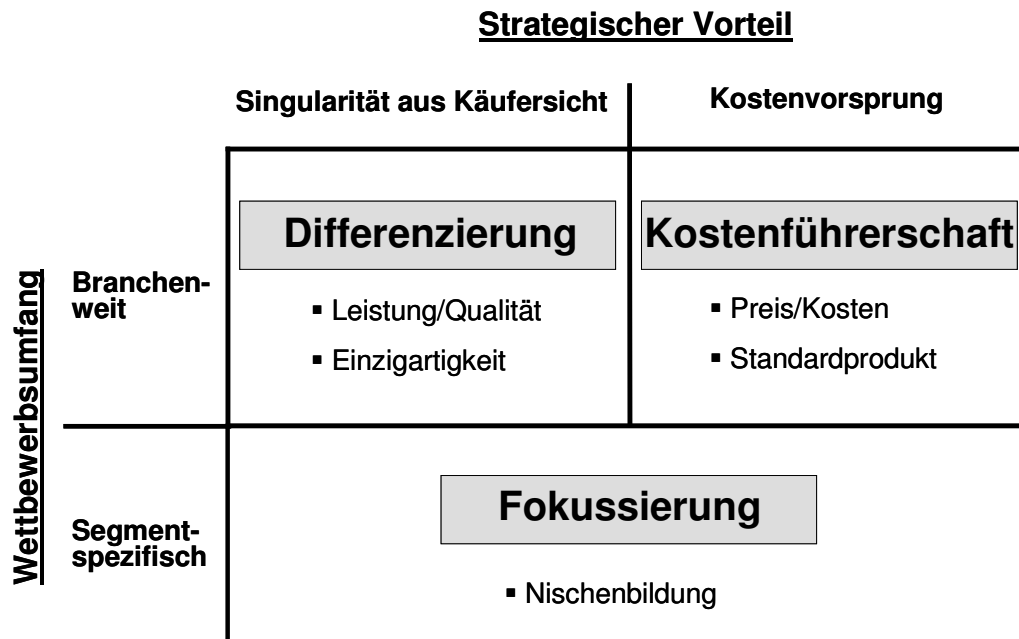 Strategischer Vorteil
Singularität aus Käufersicht
Kostenvorsprung
Differenzierung
Kostenführerschaft
Wettbewerbsumfang
Branchen-
weit
▪ Leistung/Qualität
▪ Preis/Kosten
▪ Einzigartigkeit
▪ Standardprodukt
Fokussierung
Segment-
spezifisch
▪ Nischenbildung